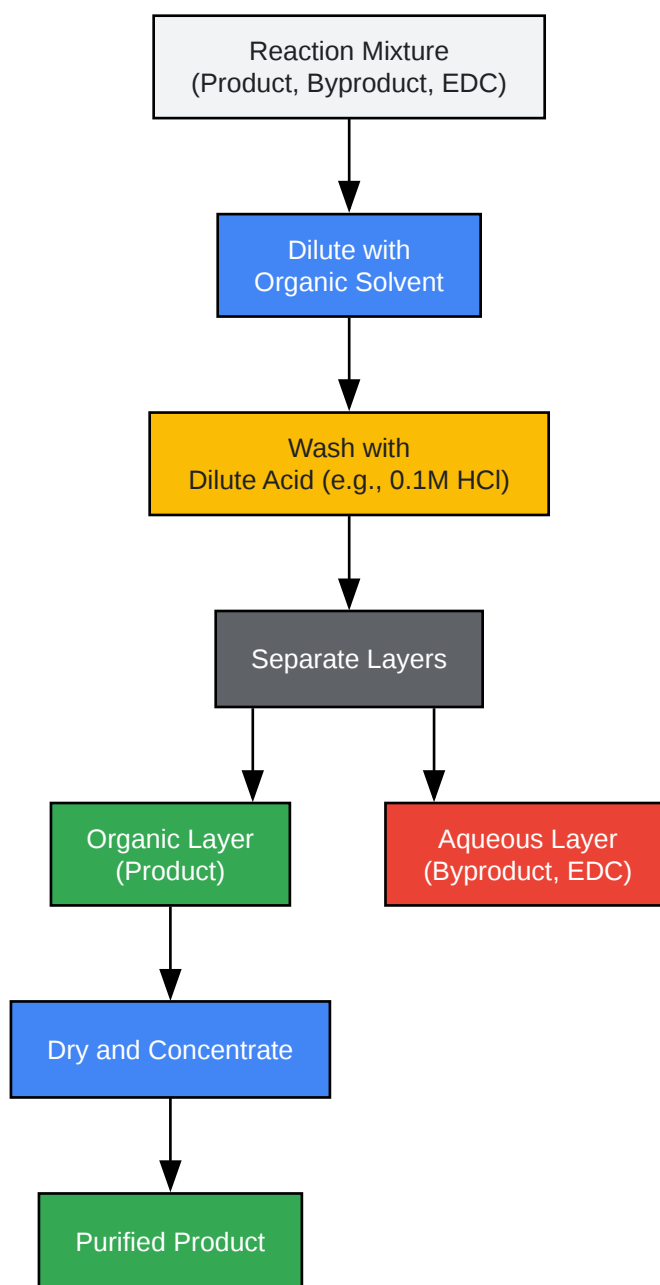 Reaction Mixture
(Product, Byproduct, EDC)
Dilute with
Organic Solvent
Wash with
Dilute Acid (e.g., 0.1M HCl)
Separate Layers
Organic Layer
(Product)
Aqueous Layer
(Byproduct, EDC)
Dry and Concentrate
Purified Product